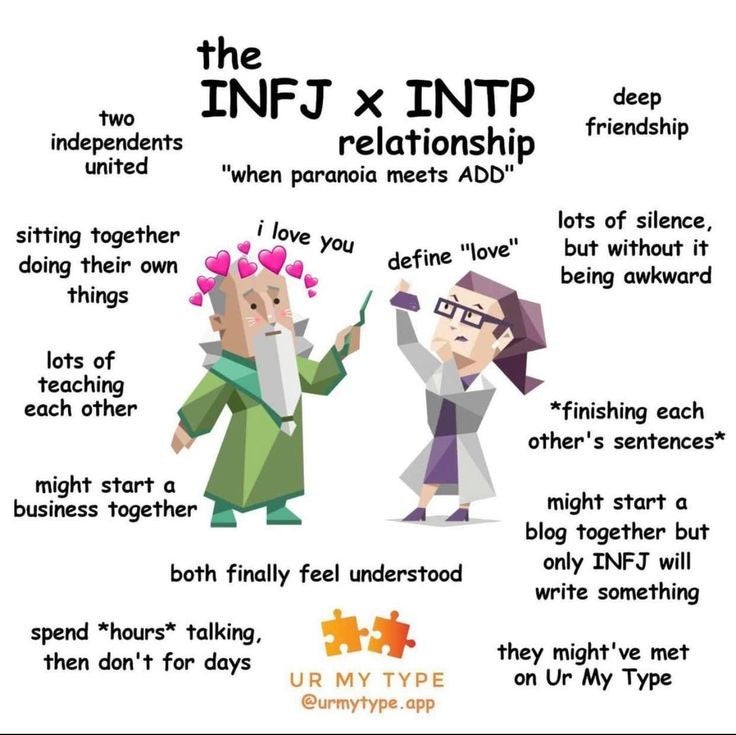 the
INFJ x INTP
relationship
"when paranoia meets ADD"
two
independents
united
deep
friendship
sitting together
doing their own
things
i love you
define "love"
lots of silence,
but without it
being awkward
lots of
teaching
each other
*finishing each
other's sentences*
might start a
business together
might start a
blog together but
only INFJ will
write something
both finally feel understood
spend *hours* talking,
then don't for days
UR MY TYPE
@urmytype.app
they might've met
on Ur My Type